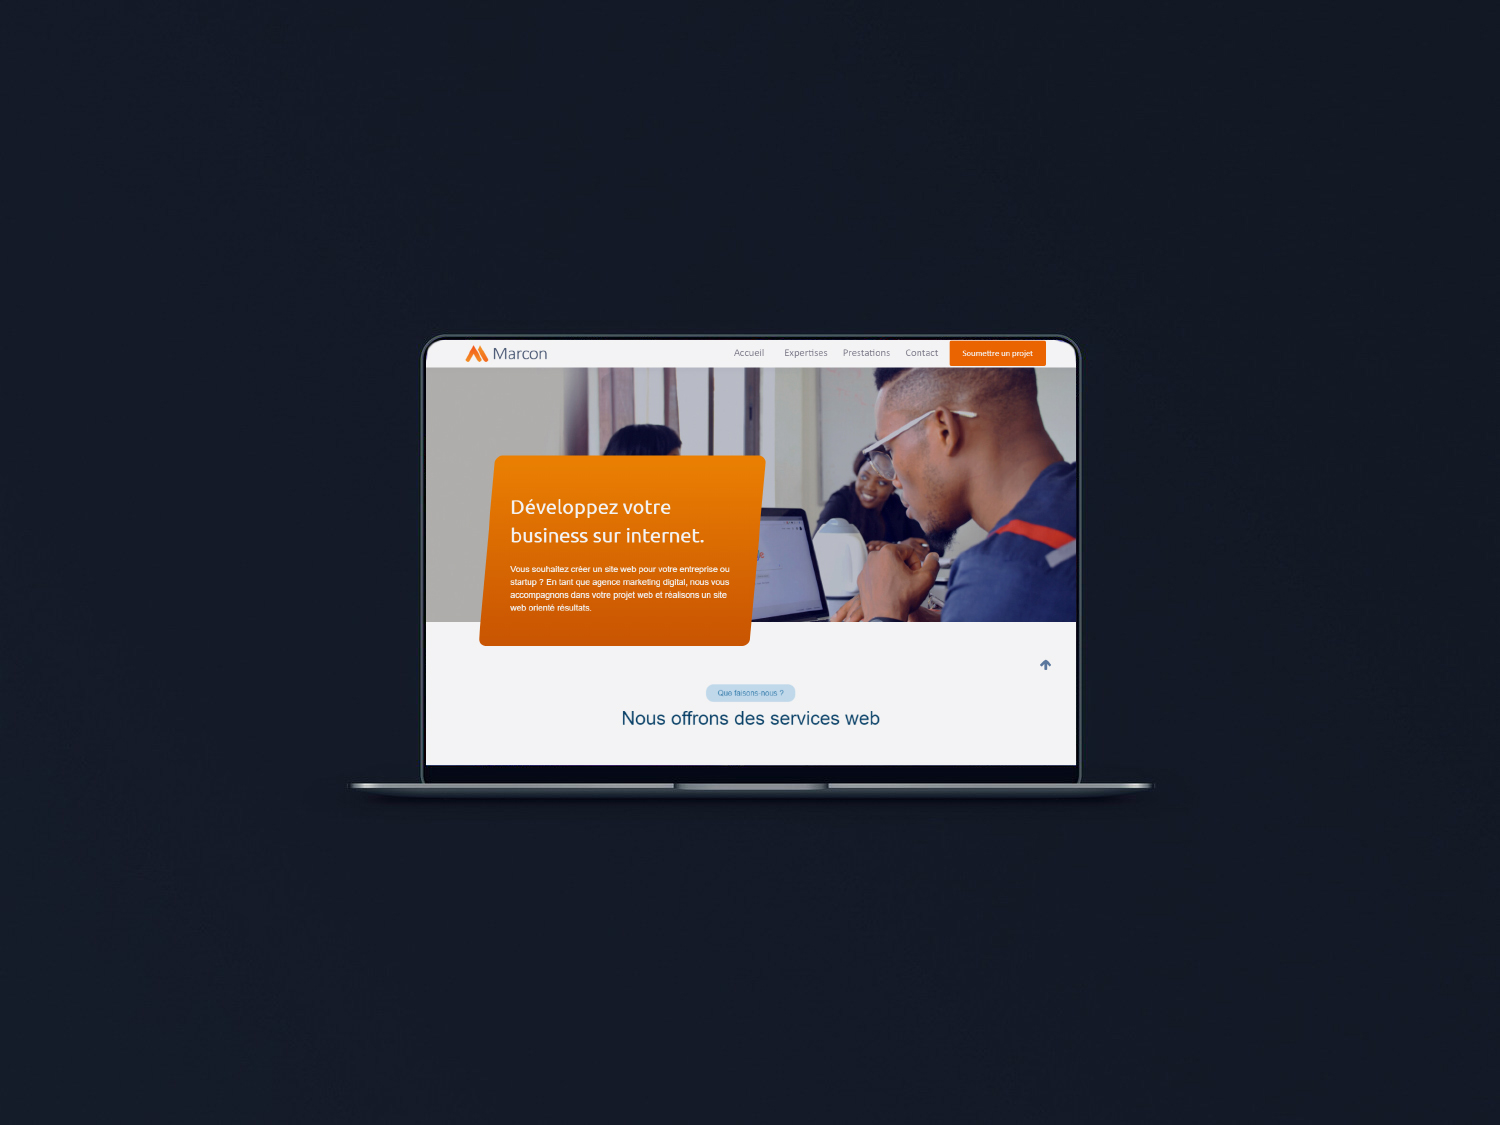 Marcon
Accueil Expertises Prestations Contact Soumettre un projet
Développez votre
business sur internet.
Vous souhaitez créer un site web pour votre entreprise ou
startup ? En tant que agence marketing digital, nous vous
accompagnons dans votre projet web et réalisons un site
web orienté résultats.
Que faisons-nous ?
Nous offrons des services web